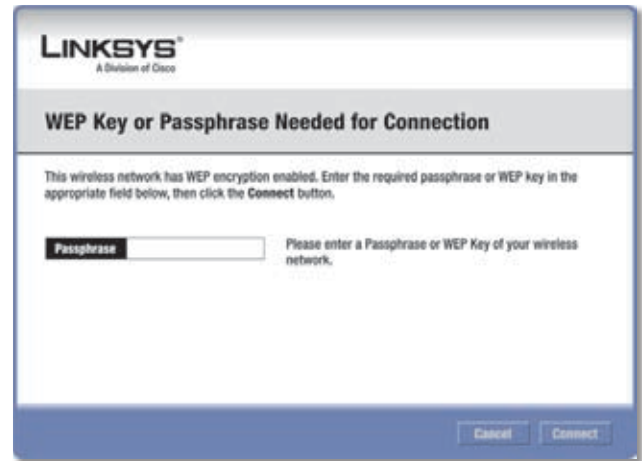 LINKSYS®
A Division of Cisco
WEP Key or Passphrase Needed for Connection
This wireless network has WEP encryption enabled. Enter the required passphrase or WEP key in the
appropriate field below, then click the Connect button.
Passphrase
Please enter a Passphrase or WEP Key of your wireless
network.
Cancel
Connect